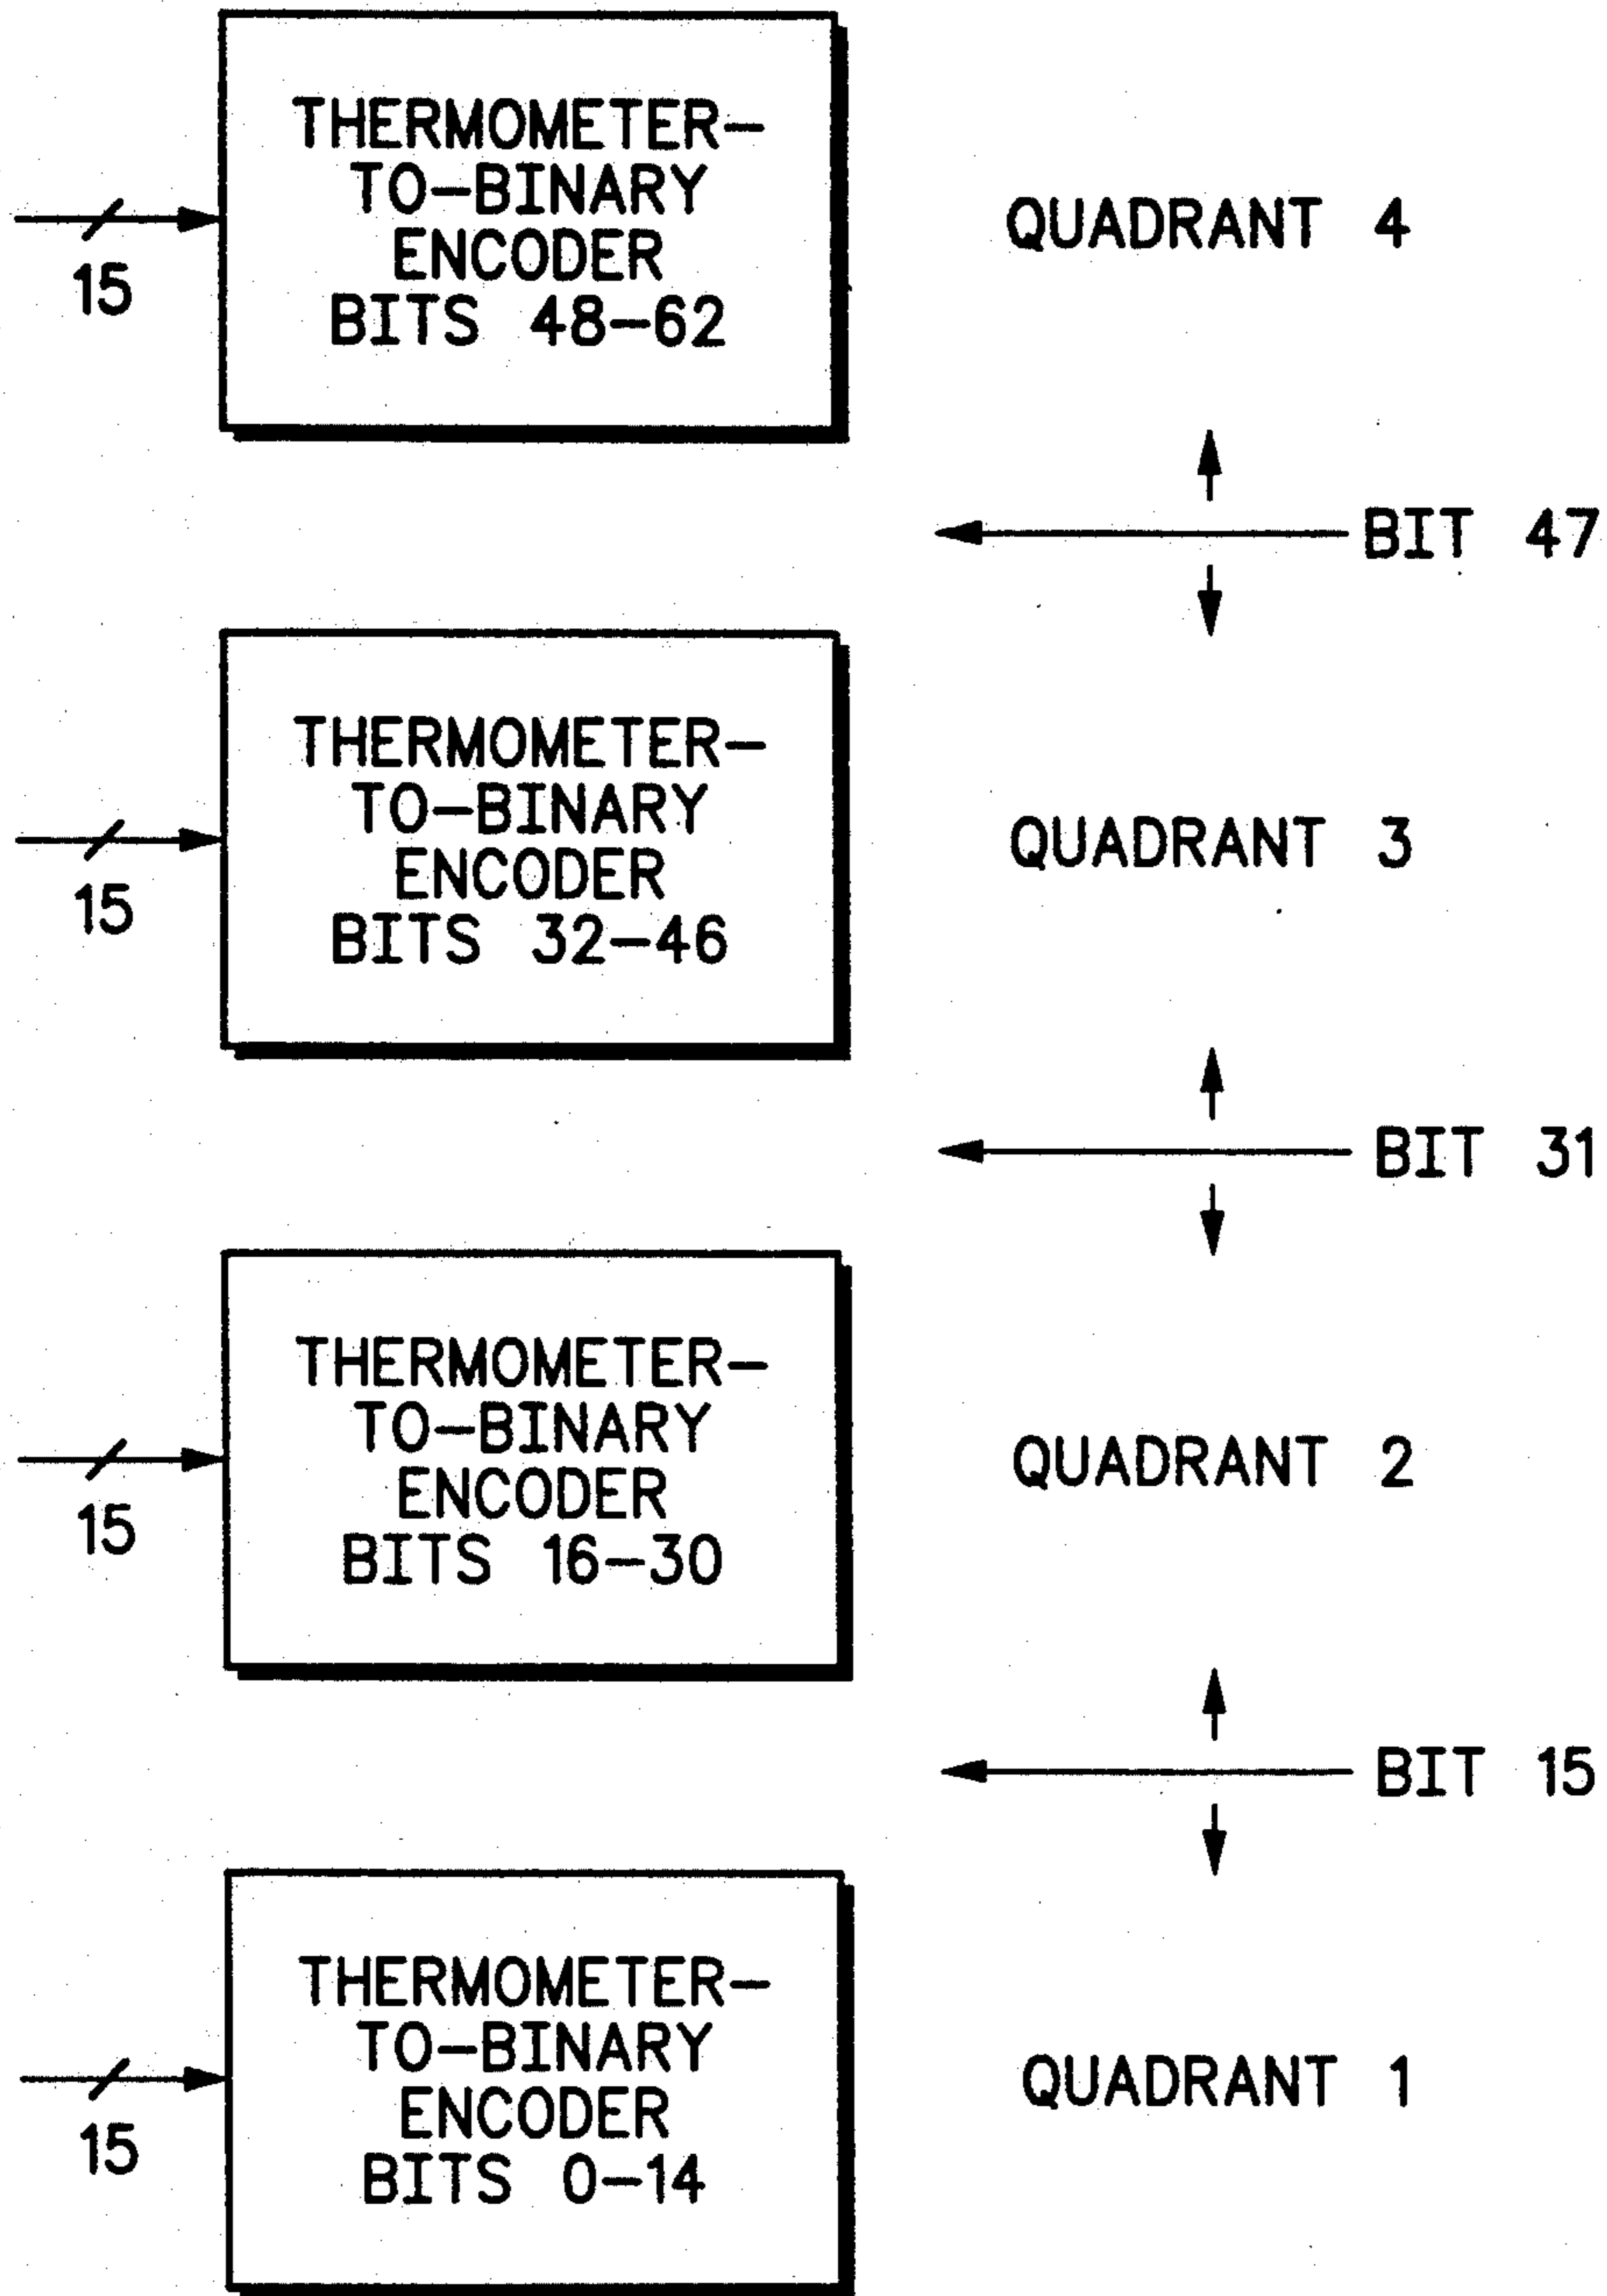 THERMOMETER-
TO-BINARY
ENCODER
BITS 48-62
15
QUADRANT 4
BIT 47
THERMOMETER-
TO-BINARY
ENCODER
BITS 32-46
15
QUADRANT 3
BIT 31
THERMOMETER-
TO-BINARY
ENCODER
BITS 16-30
15
QUADRANT 2
BIT 15
THERMOMETER-
TO-BINARY
ENCODER
BITS 0-14
15
QUADRANT 1